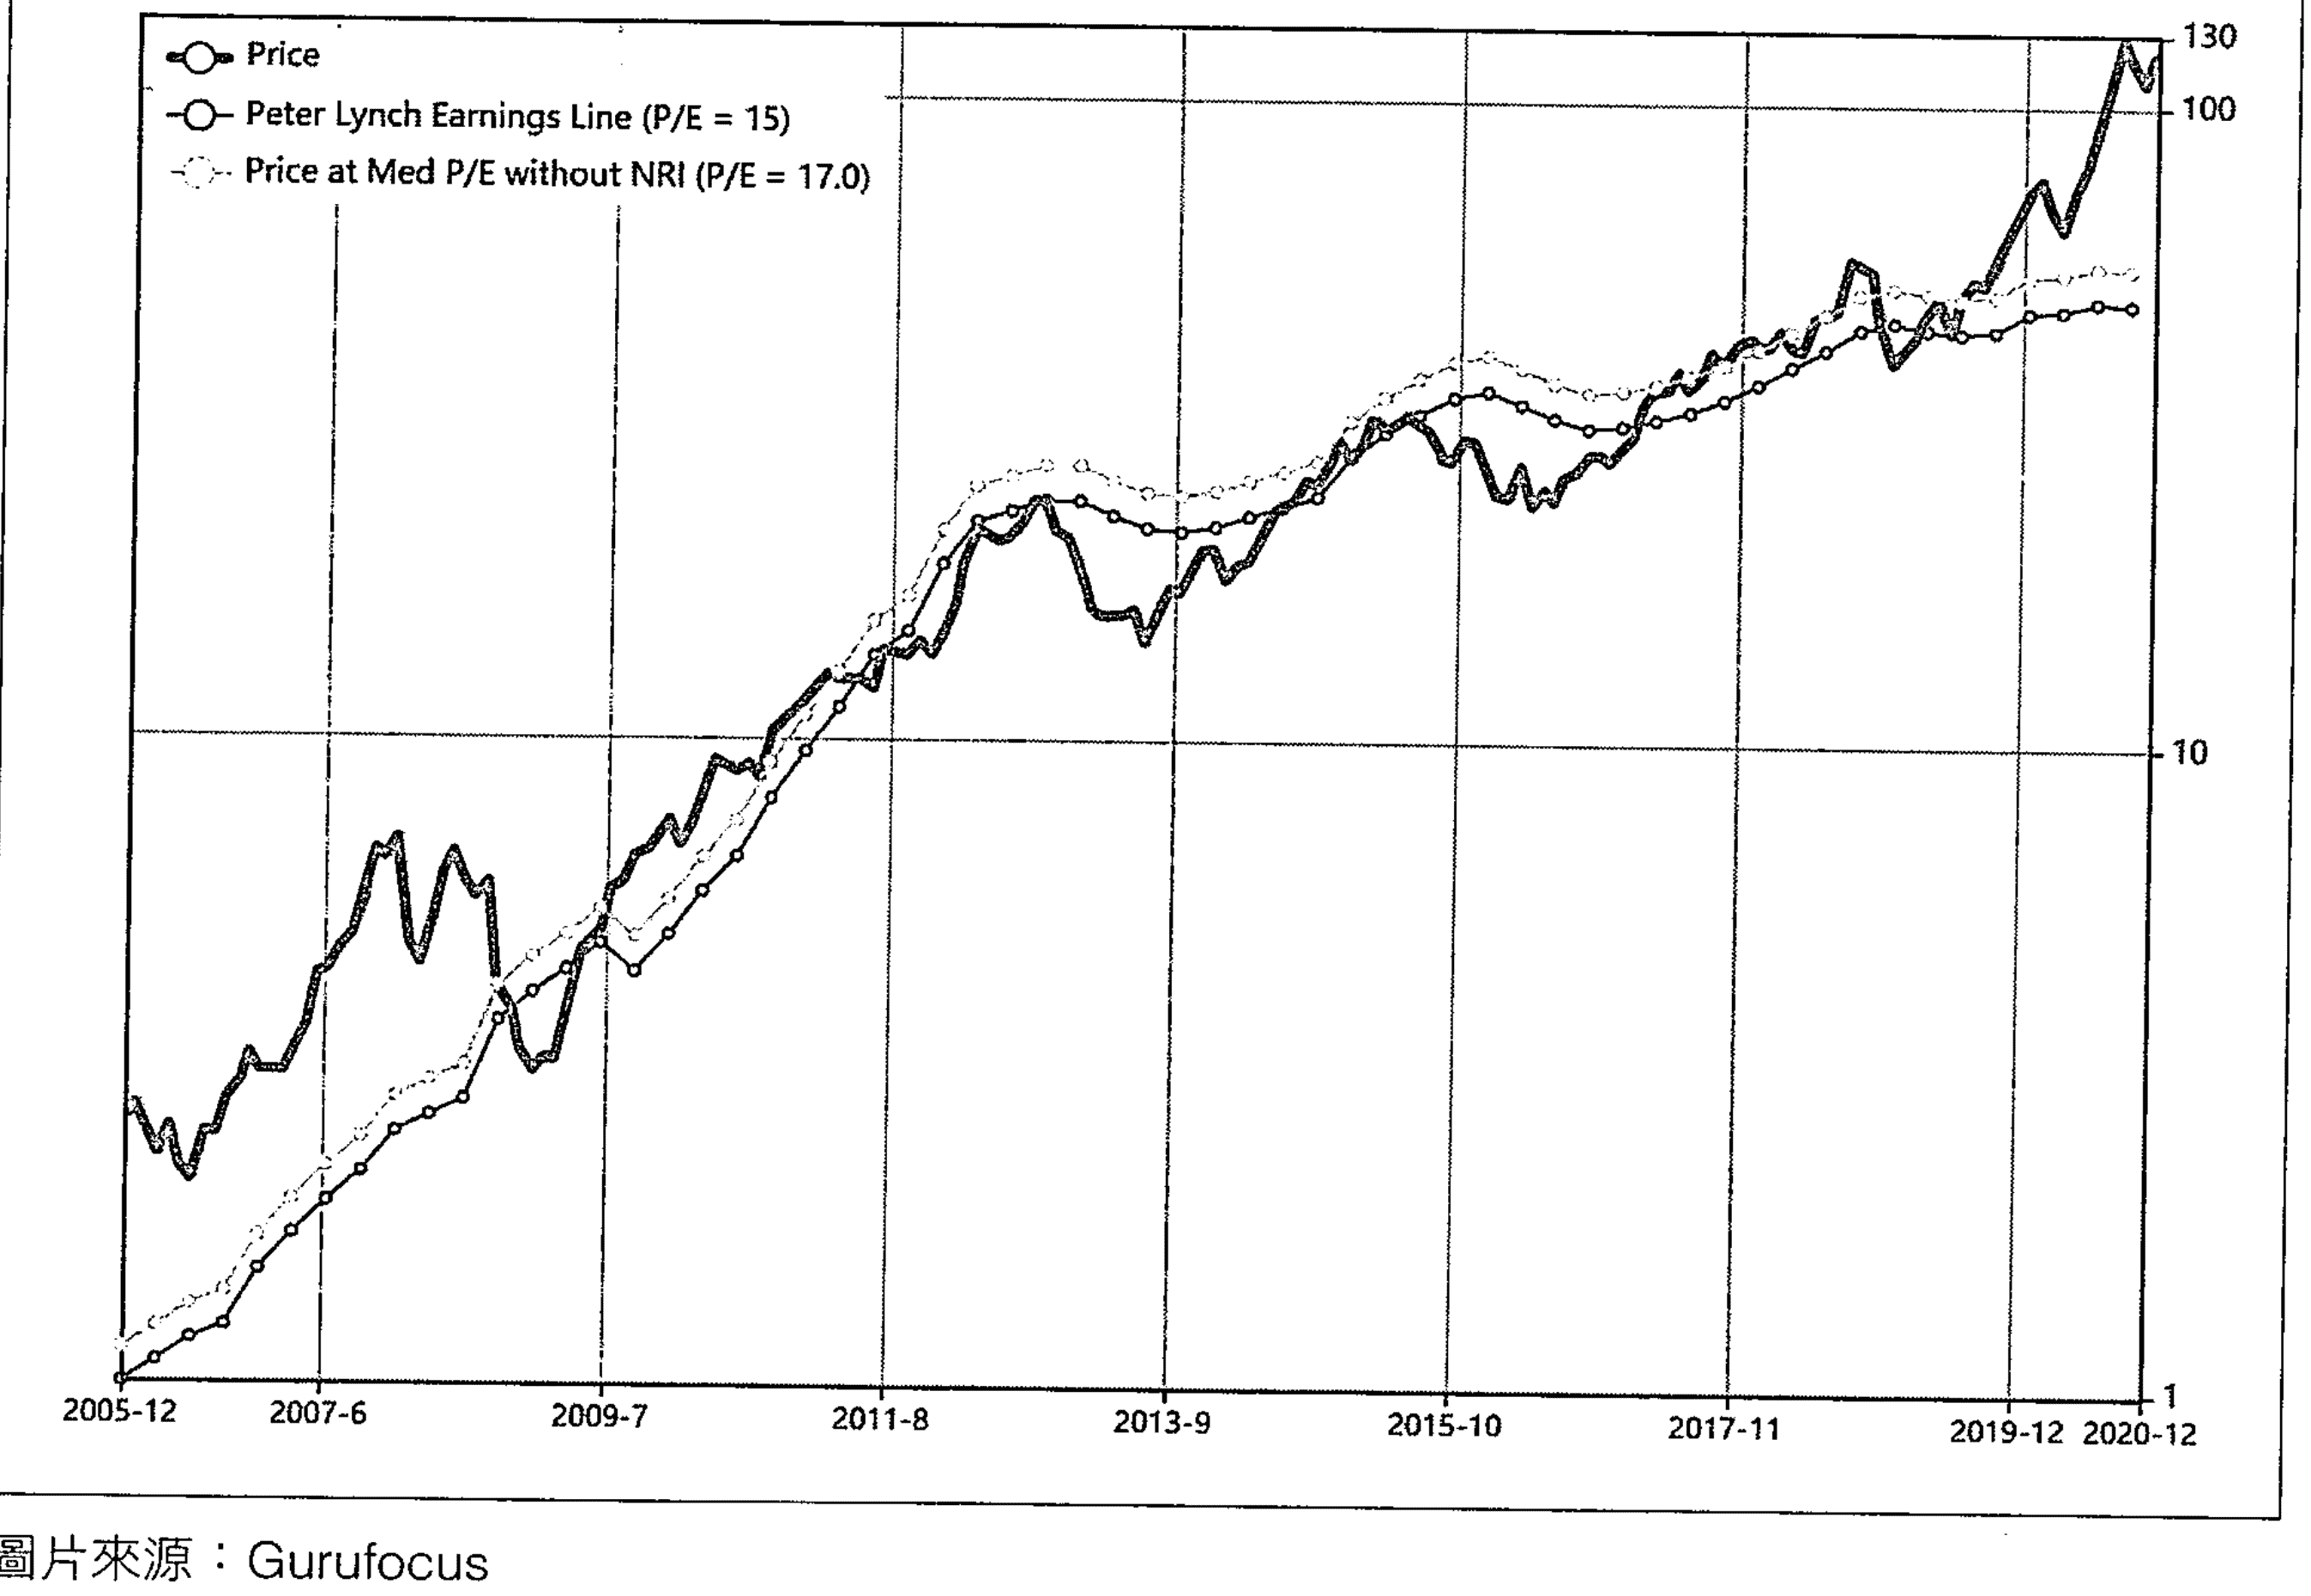 Price
Peter Lynch Earnings Line (P/E = 15)
Price at Med P/E without NRI (P/E = 17.0)
130
100
10
1
2005-12 2007-6 2009-7 2011-8 2013-9 2015-10 2017-11 2019-12 2020-12
圖片來源：Gurufocus